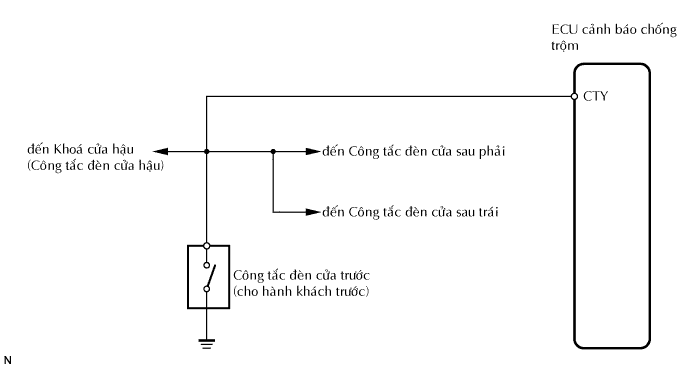 ECU cảnh báo chống
trộm
CTY
đến Khoá cửa hậu
(Công tắc đèn cửa hậu)
đến Công tắc đèn cửa sau phải
đến Công tắc đèn cửa sau trái
Công tắc đèn cửa trước
(cho hành khách trước)
N